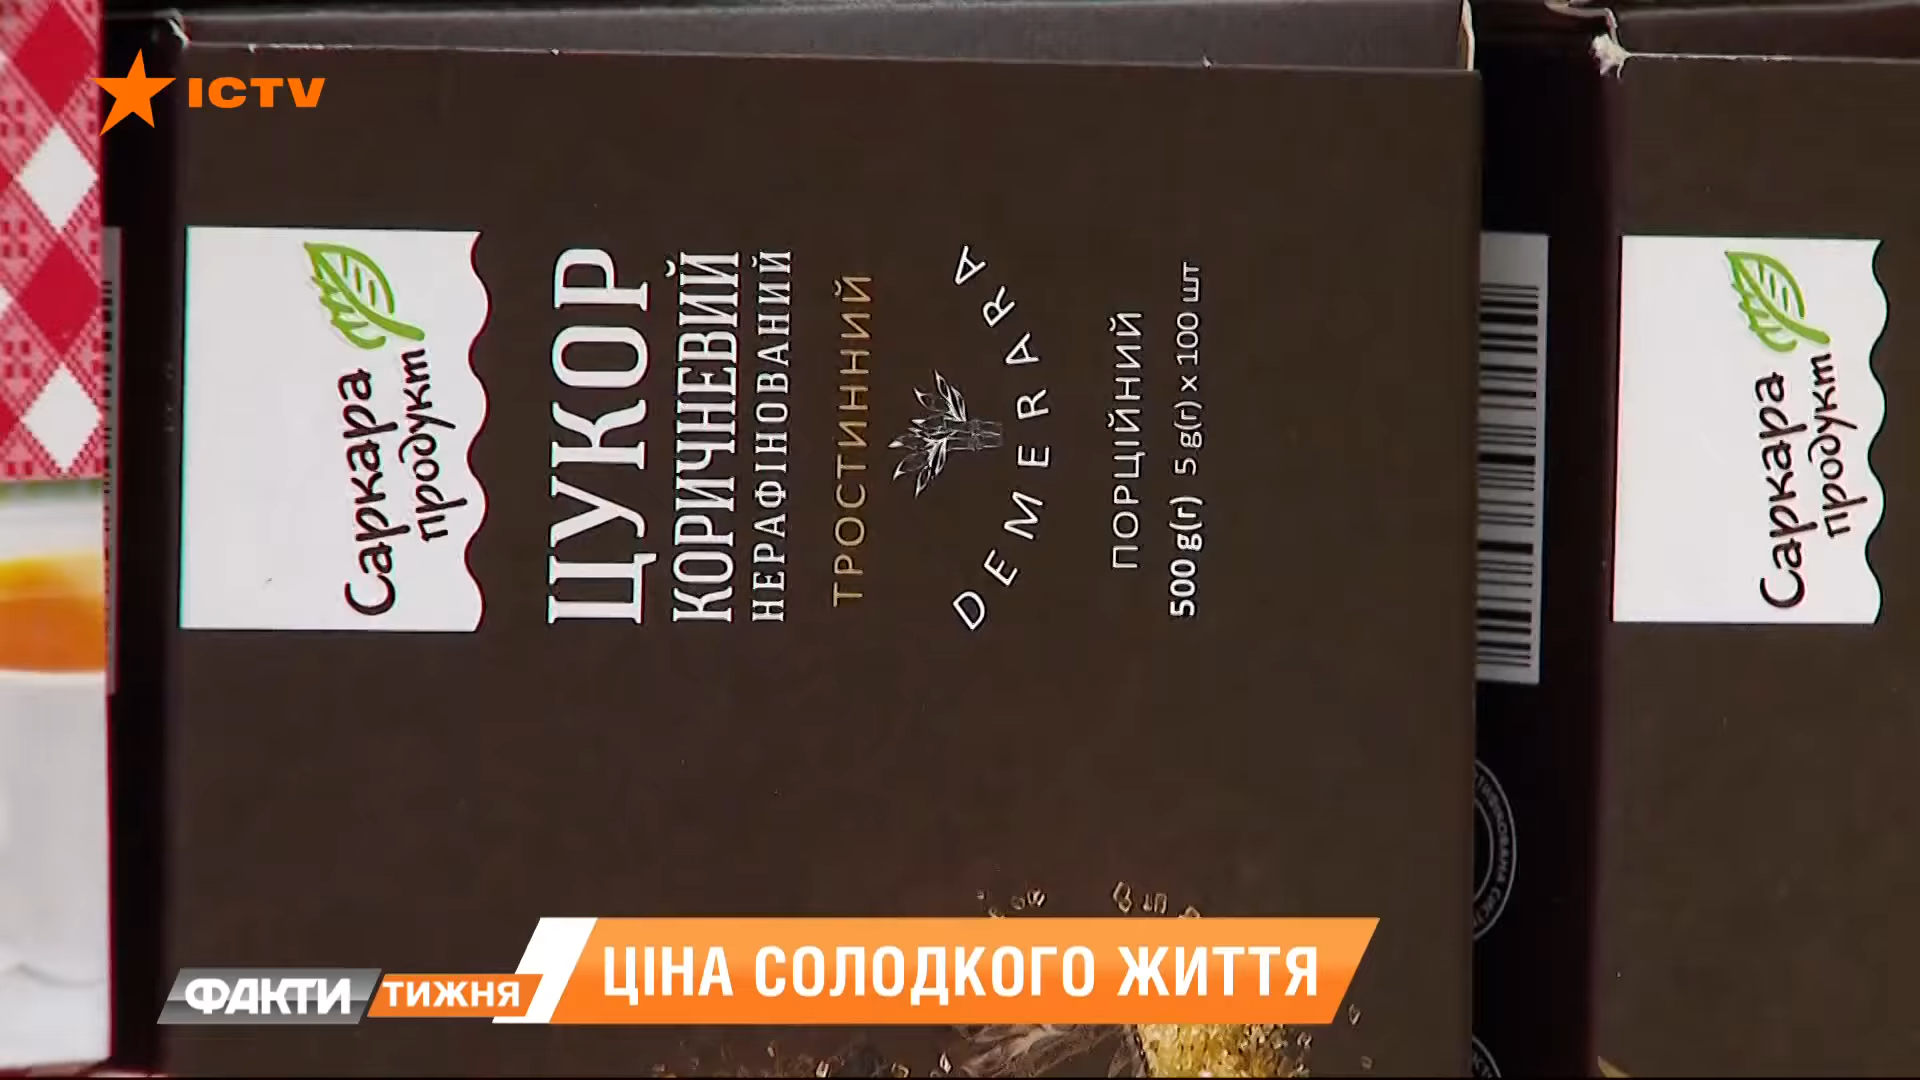 ICTV
Саркара
продукт
ЦУКОР
КОРИЧНЕВИЙ
НЕРАФІНОВАНИЙ
ТРОСТИННИЙ
DEMERARA
ПОРЦІЙНИЙ
500 g(г) 5 g(г) x 100 шт
Саркара
продукт
ЦІНА СОЛОДКОГО ЖИТТЯ
ФАКТИ ТИЖНЯ